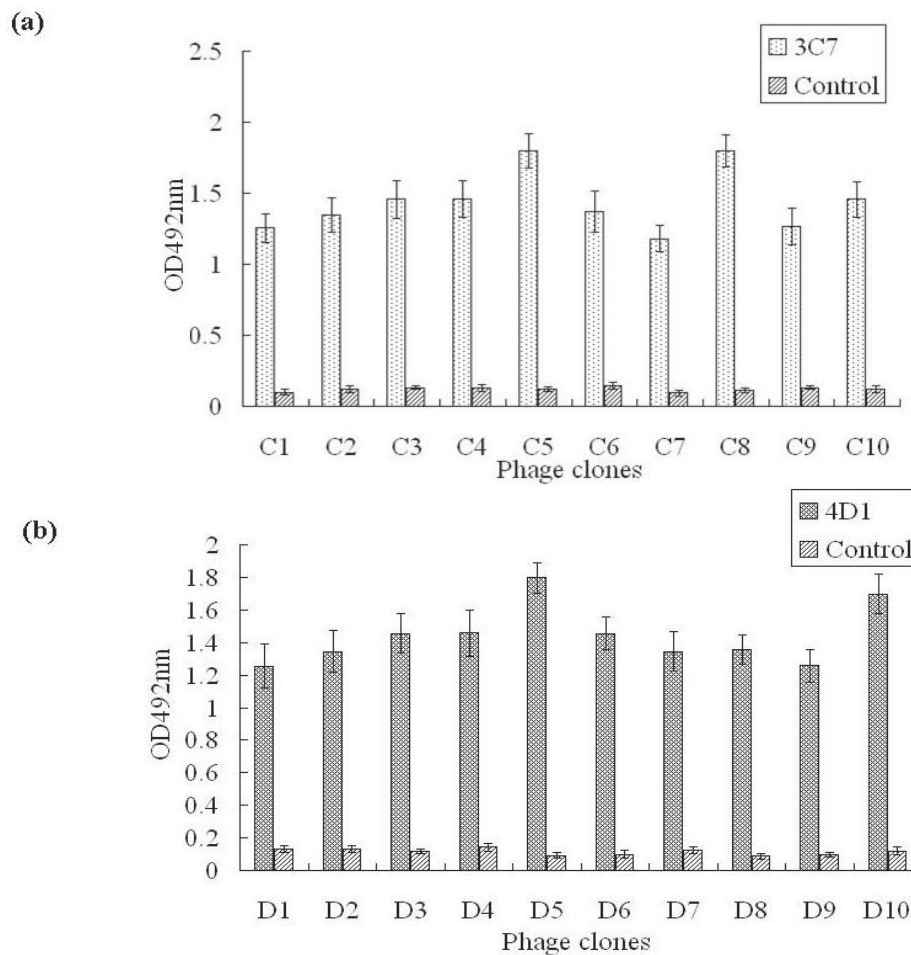 (a)
3C7
Control
2.5
2
1.5
1
0.5
0
OD492nm
C1 C2 C3 C4 C5 C6 C7 C8 C9 C10
Phage clones
(b)
4D1
Control
2
1.8
1.6
1.4
1.2
1
0.8
0.6
0.4
0.2
0
OD492nm
D1 D2 D3 D4 D5 D6 D7 D8 D9 D10
Phage clones